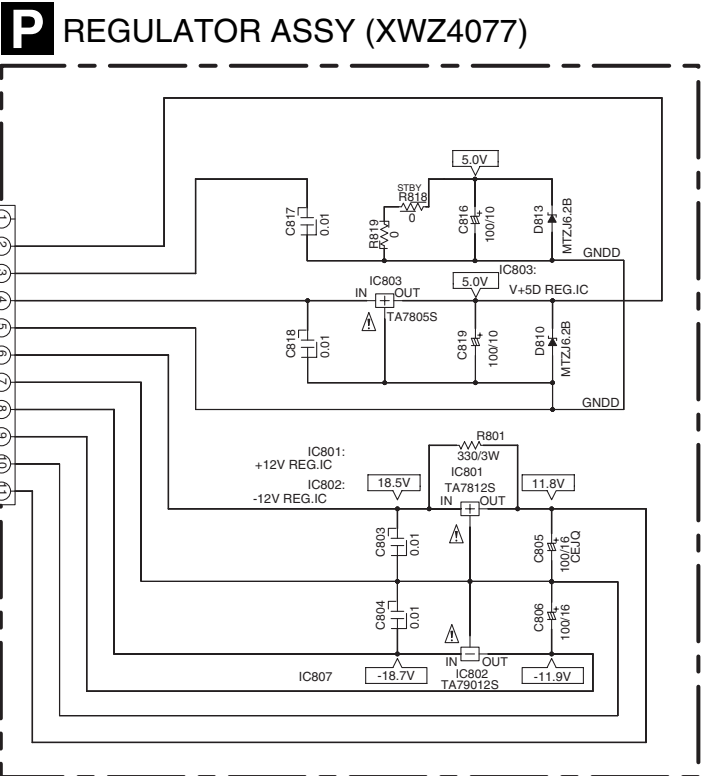 P REGULATOR ASSY (XWZ4077)
1
2
3
4
5
6
7
8
9
10
11
5.0V
STBY
R818
0
R819
0
C817
0.01
C816
100/10
D813
MTZJ6.2B
GNDD
IC803
IN
OUT
TA7805S
5.0V
IC803:
V+5D REG.IC
C818
0.01
C819
100/10
D810
MTZJ6.2B
GNDD
IC801:
+12V REG.IC
IC802:
-12V REG.IC
18.5V
R801
330/3W
IC801
TA7812S
IN
OUT
11.8V
C803
0.01
C805
100/16
CEJQ
C804
0.01
C806
100/16
IC807
-18.7V
IN
OUT
IC802
TA79012S
-11.9V